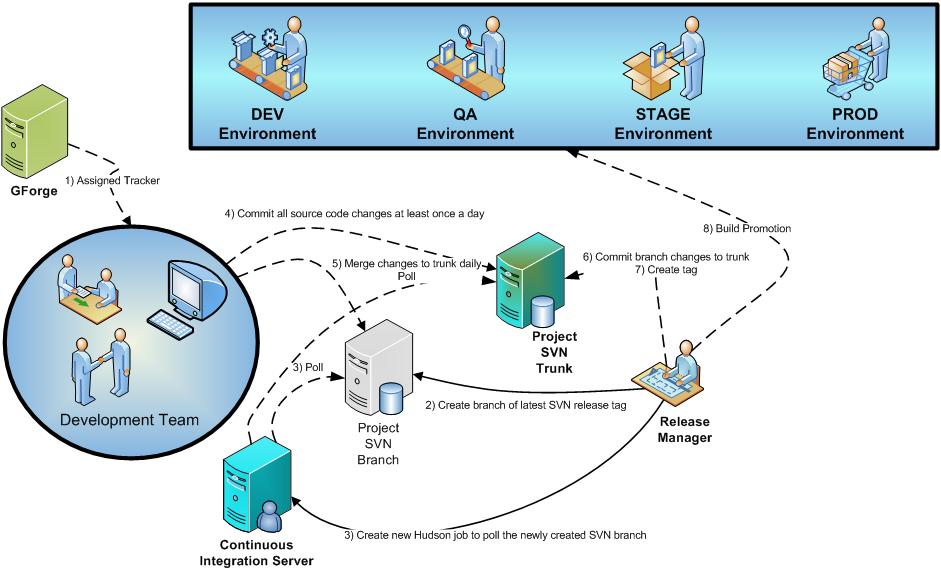 DEV
Environment
QA
Environment
STAGE
Environment
PROD
Environment
GForge
1) Assigned Tracker
4) Commit all source code changes at least once a day
8) Build Promotion
5) Merge changes to trunk daily
Poll
6) Commit branch changes to trunk
7) Create tag
Project
SVN
Trunk
3) Poll
Development Team
2) Create branch of latest SVN release tag
Project
SVN
Branch
Release
Manager
3) Create new Hudson job to poll the newly created SVN branch
Continuous
Integration Server